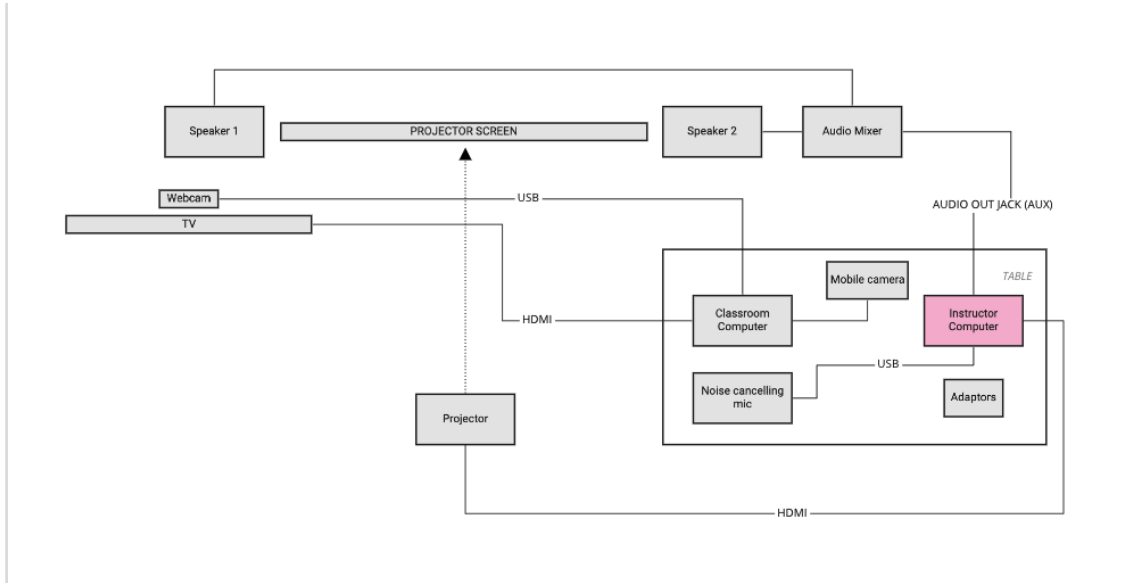 Speaker 1
PROJECTOR SCREEN
Speaker 2
Audio Mixer
Webcam
USB
AUDIO OUT JACK (AUX)
TV
TABLE
Mobile camera
Classroom
Computer
Instructor
Computer
HDMI
USB
Noise cancelling
mic
Adaptors
Projector
HDMI